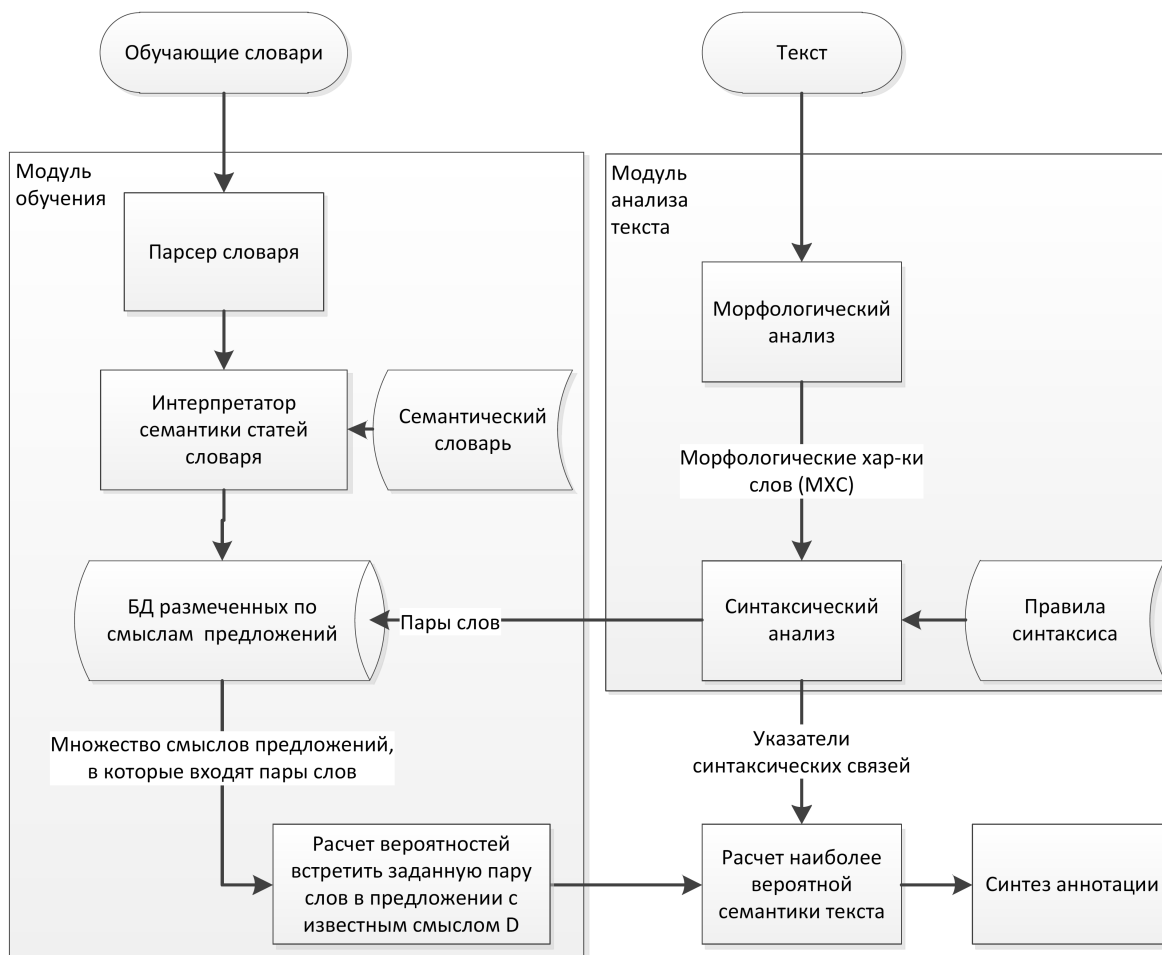 Обучающие словари
Текст
Модуль
обучения
Модуль
анализа
текста
Парсер словаря
Морфологический
анализ
Интерпретатор
семантики статей
словаря
Семантический
словарь
Морфологические хар-ки
слов (МХС)
БД размеченных по
смыслам предложений
Пары слов
Синтаксический
анализ
Правила
синтаксиса
Множество смыслов предложений,
в которые входят пары слов
Указатели
синтаксических связей
Расчет вероятностей
встретить заданную пару
слов в предложении с
известным смыслом D
Расчет наиболее
вероятной
семантики текста
Синтез аннотации